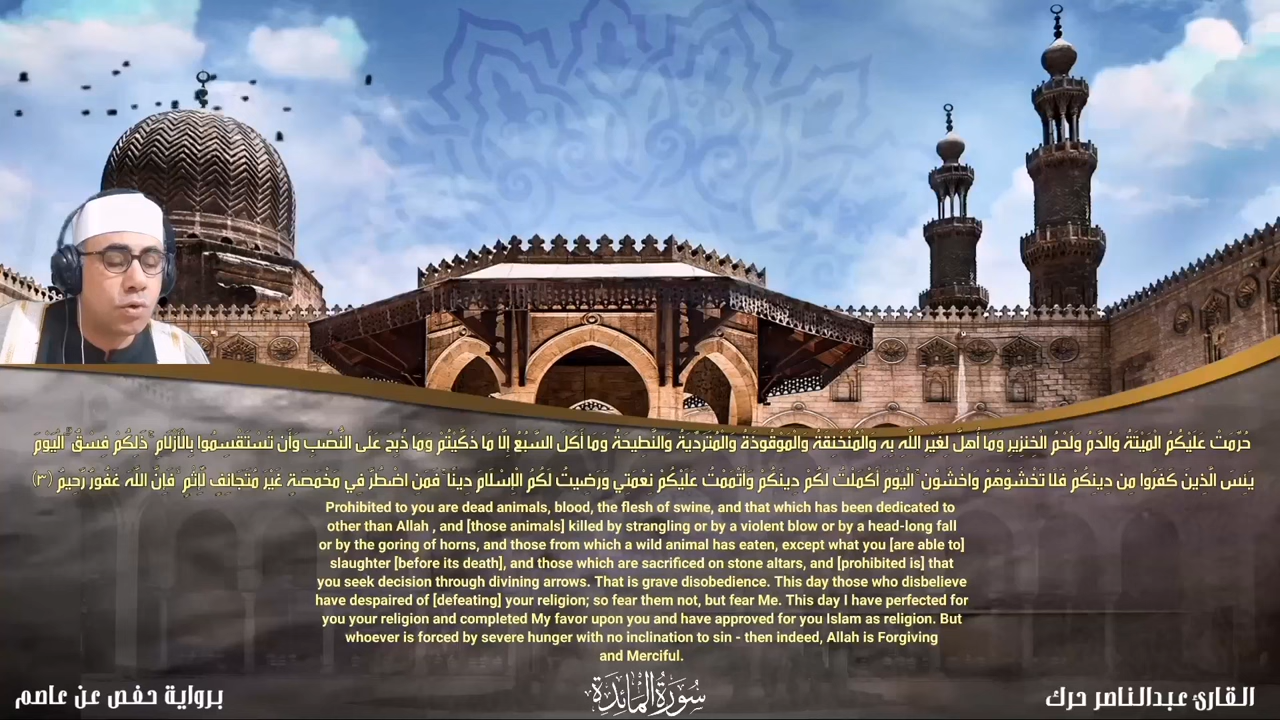 حُرِّمَتْ عَلَيْكُمُ الْمَيْتَةُ وَالدَّمُ وَلَحْمُ الْخِنْزِيرِ وَمَا أُهِلَّ لِغَيْرِ اللَّهِ بِهِ وَالْمُنْخَنِقَةُ وَالْمَوْقُوذَةُ وَالْمُتَرَدِّيَةُ وَالنَّطِيحَةُ وَمَا أَكَلَ السَّبُعُ إِلَّا مَا ذَكَّيْتُمْ وَمَا ذُبِحَ عَلَى النُّصُبِ وَأَن تَسْتَقْسِمُوا بِالْأَزْلَامِ ۚ ذَٰلِكُمْ فِسْقٌ ۗ الْيَوْمَ
يَئِسَ الَّذِينَ كَفَرُوا مِن دِينِكُمْ فَلَا تَخْشَوْهُمْ وَاخْشَوْنِ ۚ الْيَوْمَ أَكْمَلْتُ لَكُمْ دِينَكُمْ وَأَتْمَمْتُ عَلَيْكُمْ نِعْمَتِي وَرَضِيتُ لَكُمُ الْإِسْلَامَ دِينًا ۚ فَمَنِ اضْطُرَّ فِي مَخْمَصَةٍ غَيْرَ مُتَجَانِفٍ لِّإِثْمٍ ۙ فَإِنَّ اللَّهَ غَفُورٌ رَّحِيمٌ (٣)
Prohibited to you are dead animals, blood, the flesh of swine, and that which has been dedicated to
other than Allah , and [those animals] killed by strangling or by a violent blow or by a head-long fall
or by the goring of horns, and those from which a wild animal has eaten, except what you [are able to]
slaughter [before its death], and those which are sacrificed on stone altars, and [prohibited is] that
you seek decision through divining arrows. That is grave disobedience. This day those who disbelieve
have despaired of [defeating] your religion; so fear them not, but fear Me. This day I have perfected for
you your religion and completed My favor upon you and have approved for you Islam as religion. But
whoever is forced by severe hunger with no inclination to sin - then indeed, Allah is Forgiving
and Merciful.
القارئ عبدالناصر حرك
سُورَةُ الْمَائِدَةِ
برواية حفص عن عاصم